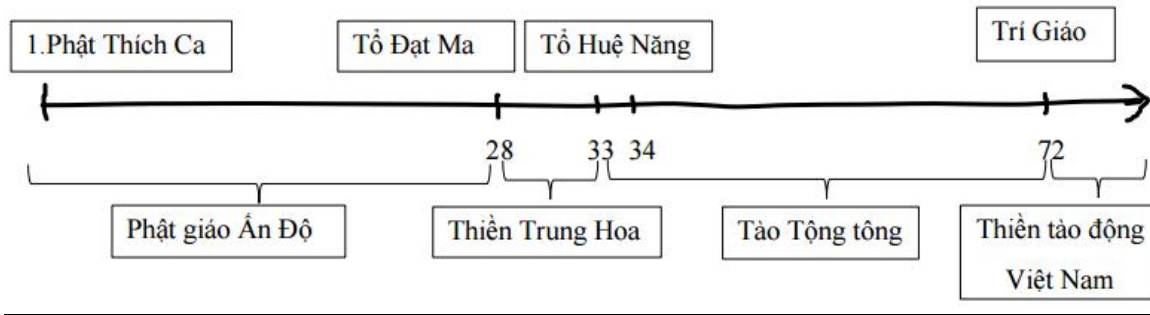 1.Phật Thích Ca
Tổ Đạt Ma
Tổ Huệ Năng
Trí Giáo
28
33
34
72
Phật giáo Ấn Độ
Thiền Trung Hoa
Tào Tộng tông
Thiền tào động
Việt Nam